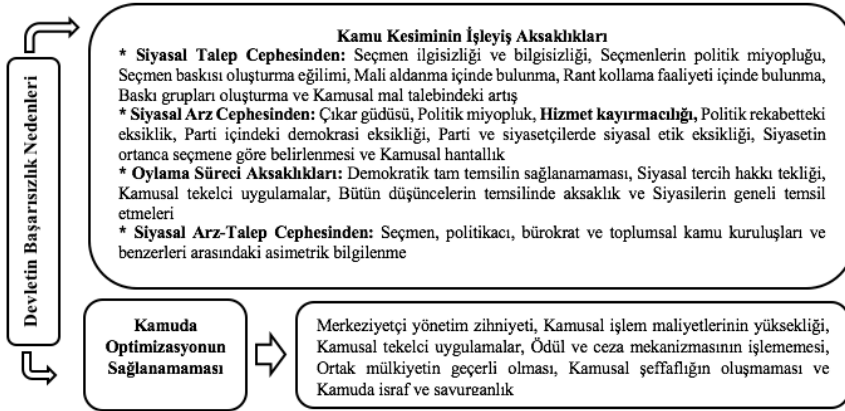 Devletin Başarısızlık Nedenleri
Kamu Kesiminin İşleyiş Aksaklıkları
* Siyasal Talep Cephesinden: Seçmen ilgisizliği ve bilgisizliği, Seçmenlerin politik miyopluğu,
Seçmen baskısı oluşturma eğilimi, Mali aldanma içinde bulunma, Rant kollama faaliyeti içinde bulunma,
Baskı grupları oluşturma ve Kamusal mal talebindeki artış
* Siyasal Arz Cephesinden: Çıkar güdüsü, Politik miyopluk, Hizmet kayırmacılığı, Politik rekabetteki
eksiklik, Parti içindeki demokrasi eksikliği, Parti ve siyasetçilerde siyasal etik eksikliği, Siyasetin
ortanca seçmene göre belirlenmesi ve Kamusal hantallık
* Oylama Süreci Aksaklıkları: Demokratik tam temsilin sağlanamaması, Siyasal tercih hakkı tekliği,
Kamusal tekelci uygulamalar, Bütün düşüncelerin temsilinde aksaklık ve Siyasilerin geneli temsil
etmeleri
* Siyasal Arz-Talep Cephesinden: Seçmen, politikacı, bürokrat ve toplumsal kamu kuruluşları ve
benzerleri arasındaki asimetrik bilgilenme
Kamuda
Optimizasyonun
Sağlanamaması
Merkeziyetçi yönetim zihniyeti, Kamusal işlem maliyetlerinin yüksekliği,
Kamusal tekelci uygulamalar, Ödül ve ceza mekanizmasının işlememesi,
Ortak mülkiyetin geçerli olması, Kamusal şeffaflığın oluşmaması ve
Kamuda israf ve savurganlık